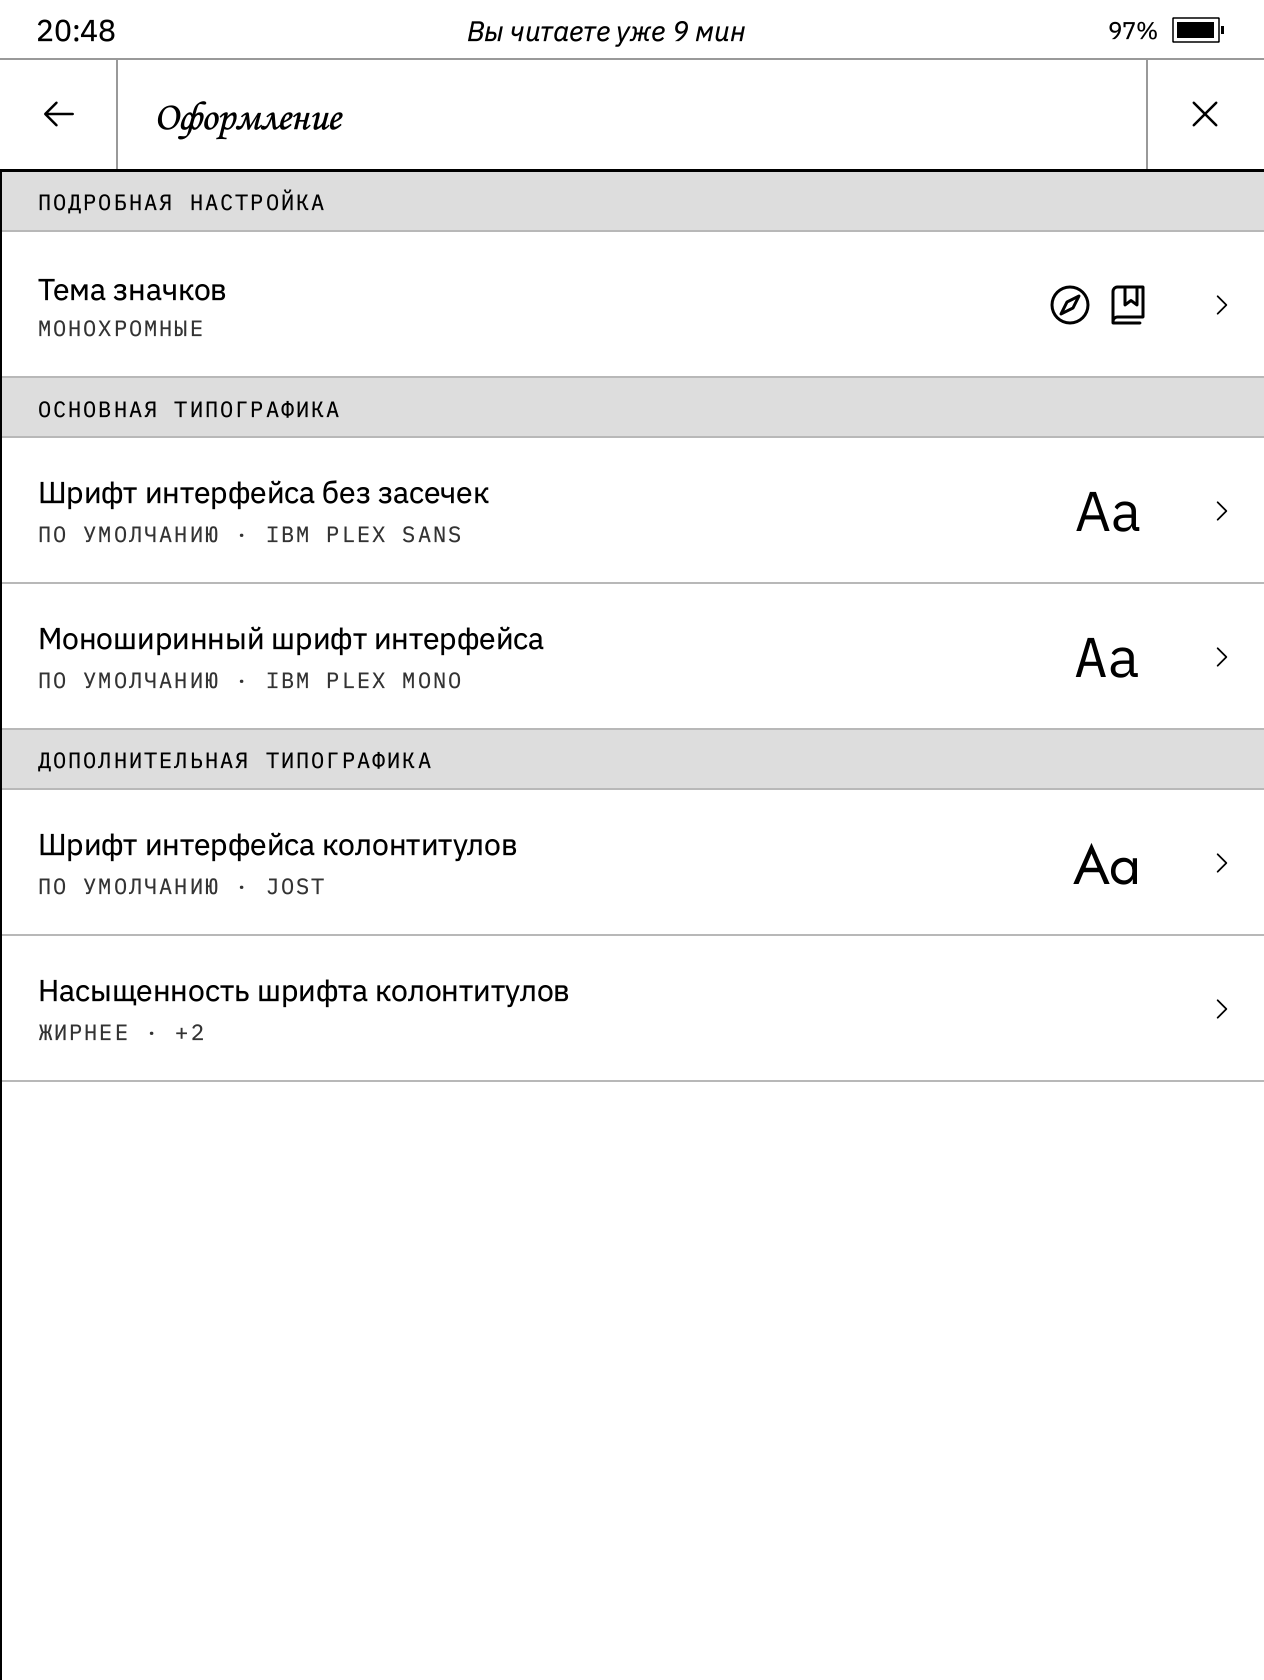 20:48 Вы читаете уже 9 мин 97%
Оформление
ПОДРОБНАЯ НАСТРОЙКА
Тема значков
МОНОХРОМНЫЕ
ОСНОВНАЯ ТИПОГРАФИКА
Шрифт интерфейса без засечек
ПО УМОЛЧАНИЮ · IBM PLEX SANS
Aa
Моноширинный шрифт интерфейса
ПО УМОЛЧАНИЮ · IBM PLEX MONO
Aa
ДОПОЛНИТЕЛЬНАЯ ТИПОГРАФИКА
Шрифт интерфейса колонтитулов
ПО УМОЛЧАНИЮ · JOST
Aa
Насыщенность шрифта колонтитулов
ЖИРНЕЕ · +2